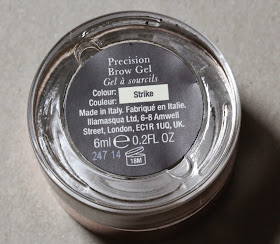 Precision
Brow Gel
Gel à sourcils
Colour:
Couleur: Strike
Made in Italy. Fabriqué en Italie.
Illamasqua Ltd, 6-8 Amwell
Street, London, EC1R 1UQ, UK.
6ml ℮ 0.2FL OZ
247 14 18M